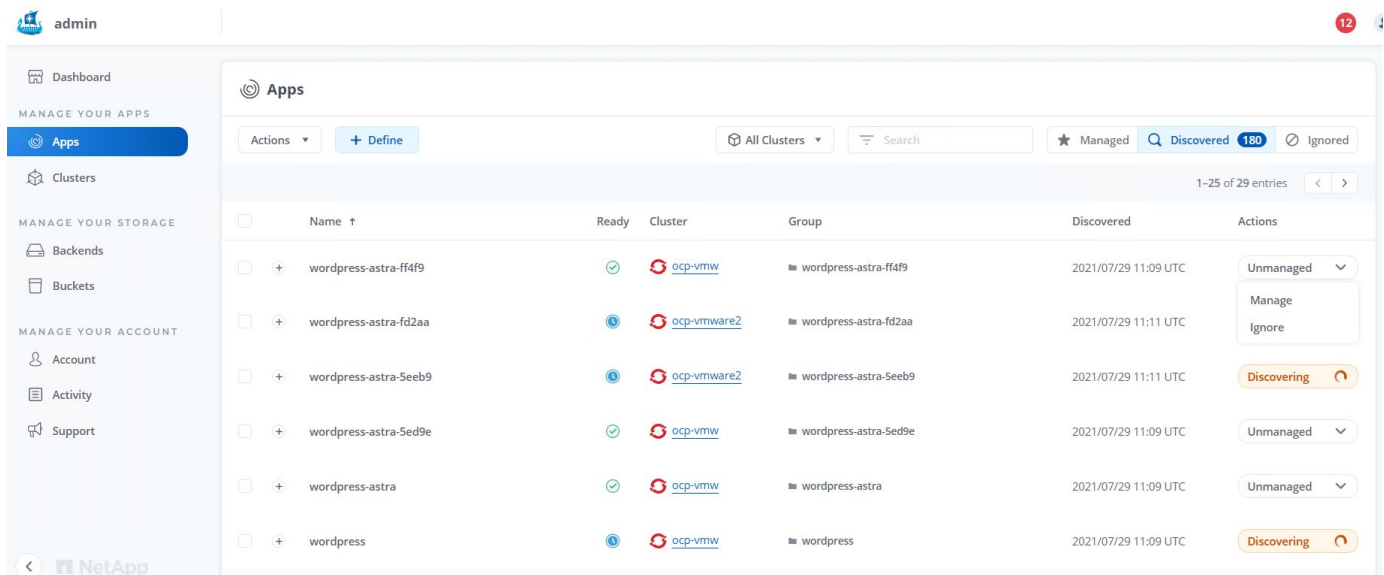 admin
12
Dashboard
MANAGE YOUR APPS
Apps
Clusters
MANAGE YOUR STORAGE
Backends
Buckets
MANAGE YOUR ACCOUNT
Account
Activity
Support
NetApp
Apps
Actions + Define All Clusters Search Managed Discovered 180 Ignored
1–25 of 29 entries < >
Name ↑ Ready Cluster Group Discovered Actions
+ wordpress-astra-ff4f9 ocp-vmw wordpress-astra-ff4f9 2021/07/29 11:09 UTC Unmanaged
Manage
Ignore
+ wordpress-astra-fd2aa ocp-vmware2 wordpress-astra-fd2aa 2021/07/29 11:11 UTC
+ wordpress-astra-5eeb9 ocp-vmware2 wordpress-astra-5eeb9 2021/07/29 11:11 UTC Discovering
+ wordpress-astra-5ed9e ocp-vmw wordpress-astra-5ed9e 2021/07/29 11:09 UTC Unmanaged
+ wordpress-astra ocp-vmw wordpress-astra 2021/07/29 11:09 UTC Unmanaged
+ wordpress ocp-vmw wordpress 2021/07/29 11:09 UTC Discovering